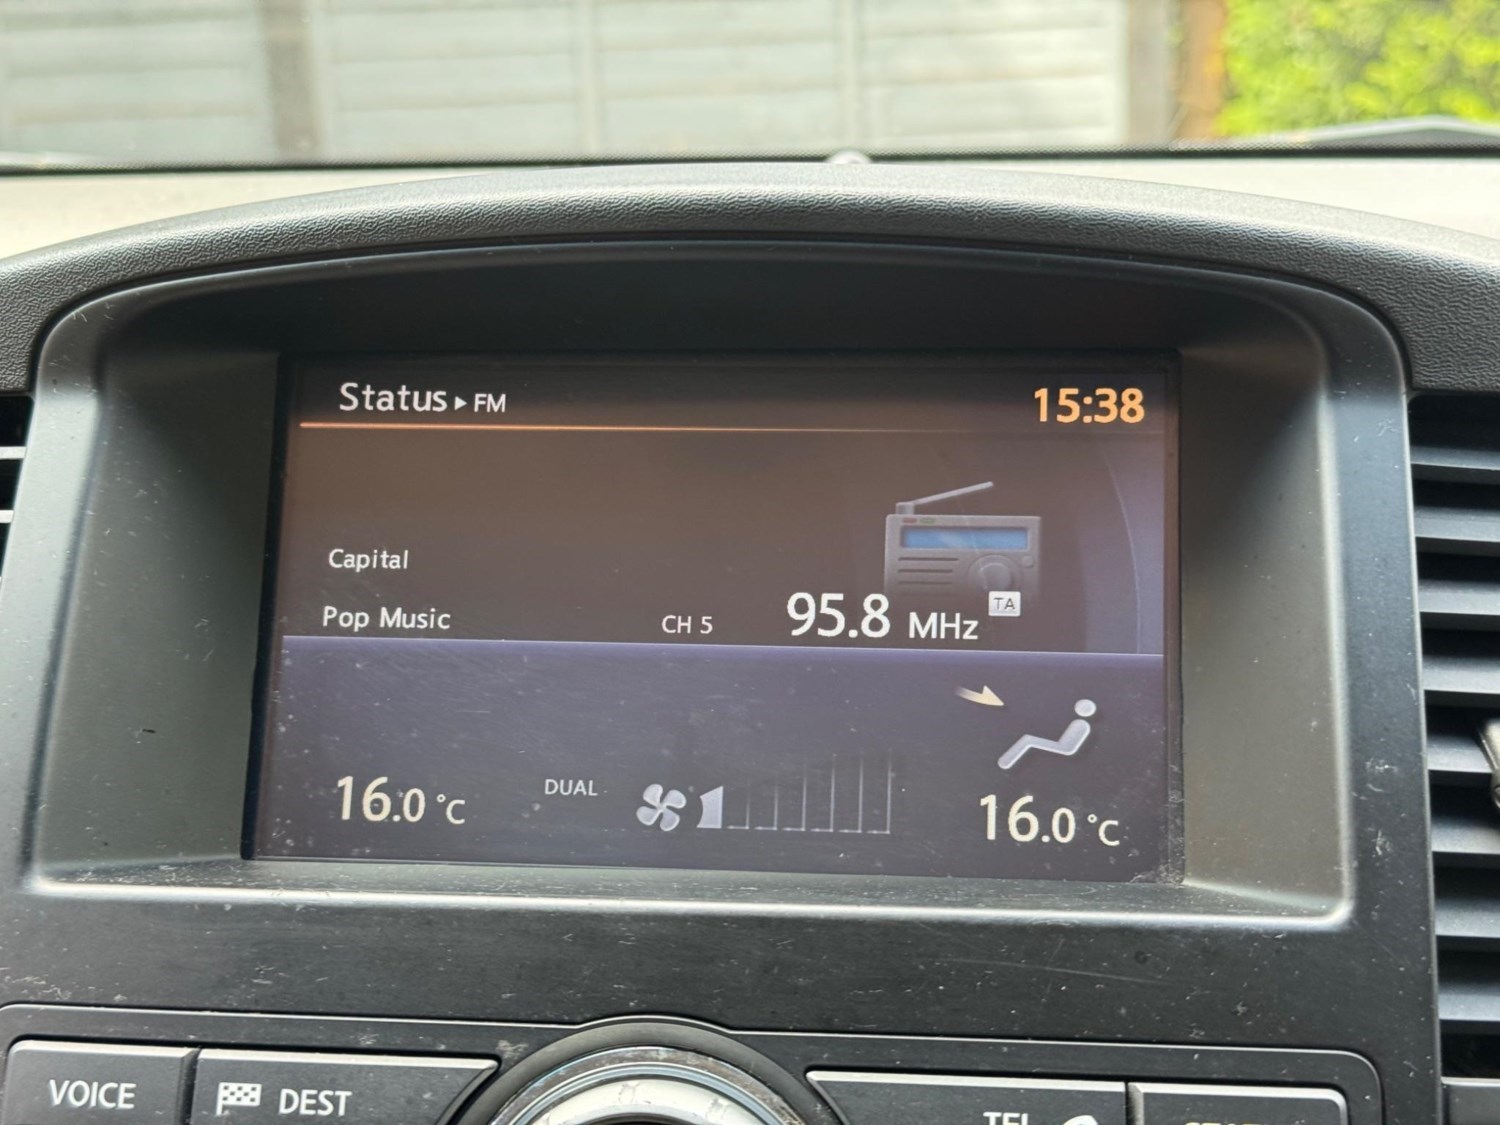 Status ▸ FM 15:38
Capital
Pop Music CH 5 95.8 MHz TA
16.0 °C DUAL 16.0 °C
VOICE DEST TEL